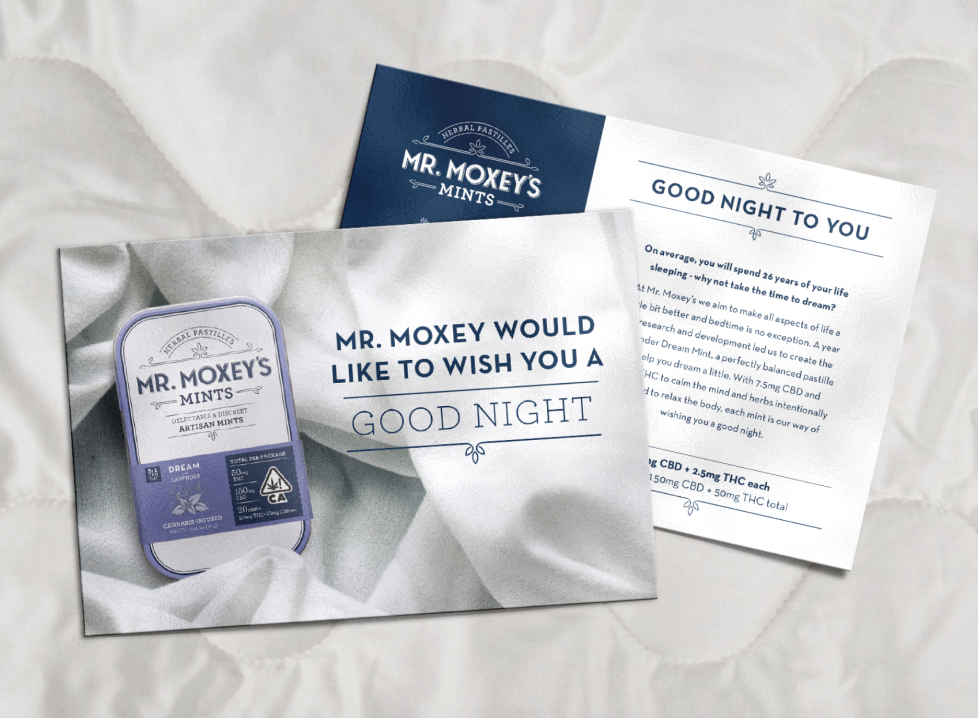 HERBAL PASTILLES
MR. MOXEY'S
MINTS
GOOD NIGHT TO YOU
On average, you will spend 26 years of your life
sleeping - why not take the time to dream?
At Mr. Moxey's we aim to make all aspects of life a
bit better and bedtime is no exception. A year
research and development led us to create the
Dream Mint, a perfectly balanced pastille
you dream a little. With 7.5mg CBD and
THC to calm the mind and herbs intentionally
to relax the body, each mint is our way of
wishing you a good night.
CBD + 2.5mg THC each
150mg CBD + 50mg THC total
HERBAL PASTILLES
MR. MOXEY'S
MINTS
DELECTABLE & DISCREET
ARTISAN MINTS
DREAM
LAVENDER
CANNABIS-INFUSED
TOTAL PER PACKAGE
50mg
THC
150mg
CBD
20 mints
CA
MR. MOXEY WOULD
LIKE TO WISH YOU A
GOOD NIGHT